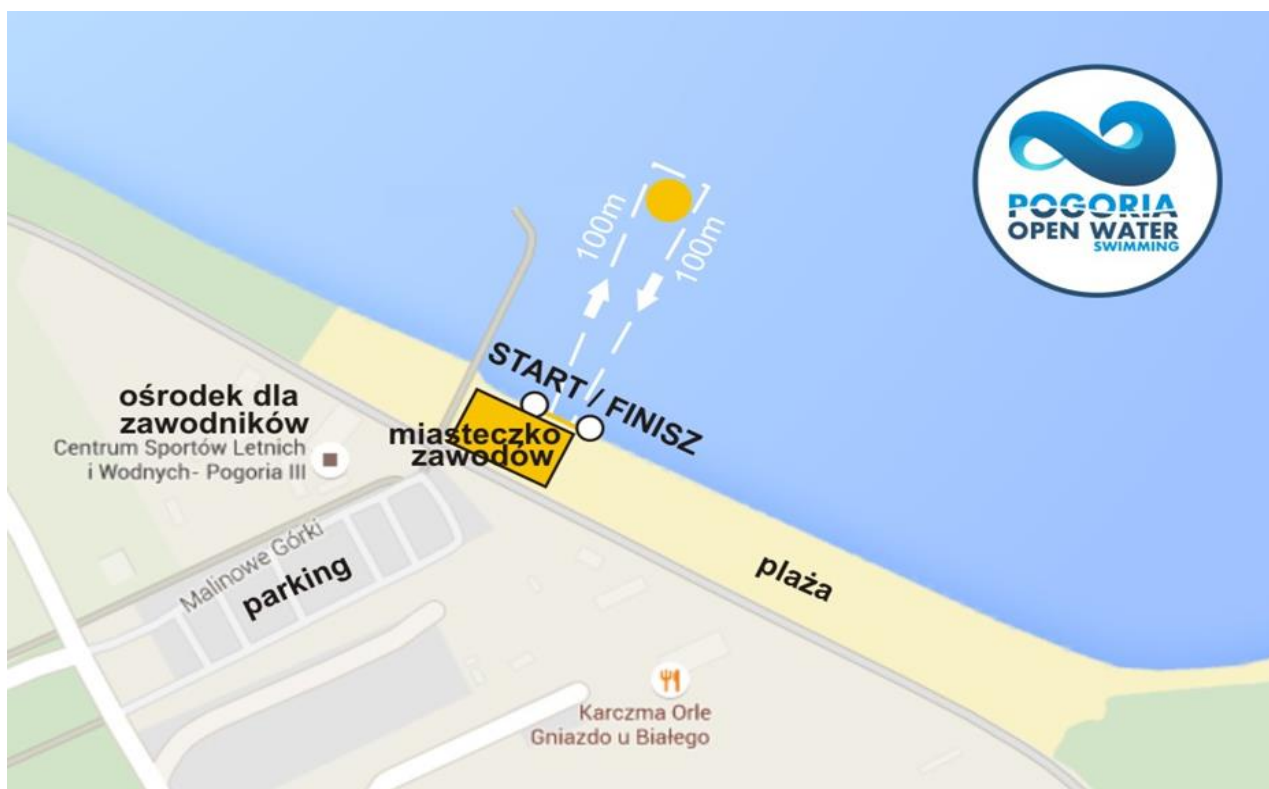 POGORIA
OPEN WATER
SWIMMING
100m
100m
START / FINISZ
ośrodek dla
zawodników
Centrum Sportów Letnich
i Wodnych- Pogoria III
miasteczko
zawodów
Malinowe Górki
parking
plaża
Karczma Orle
Gniazdo u Białego